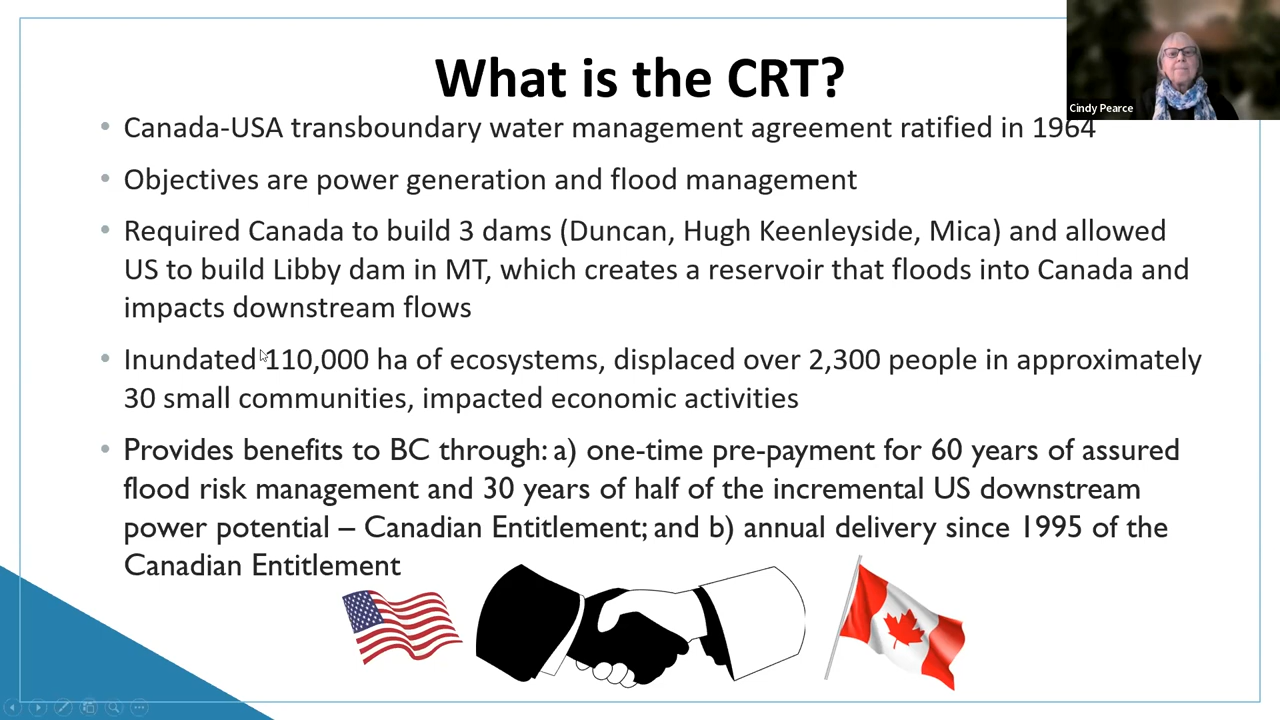 What is the CRT?
Cindy Pearce
• Canada-USA transboundary water management agreement ratified in 1964
• Objectives are power generation and flood management
• Required Canada to build 3 dams (Duncan, Hugh Keenleyside, Mica) and allowed
US to build Libby dam in MT, which creates a reservoir that floods into Canada and
impacts downstream flows
• Inundated 110,000 ha of ecosystems, displaced over 2,300 people in approximately
30 small communities, impacted economic activities
• Provides benefits to BC through: a) one-time pre-payment for 60 years of assured
flood risk management and 30 years of half of the incremental US downstream
power potential – Canadian Entitlement; and b) annual delivery since 1995 of the
Canadian Entitlement